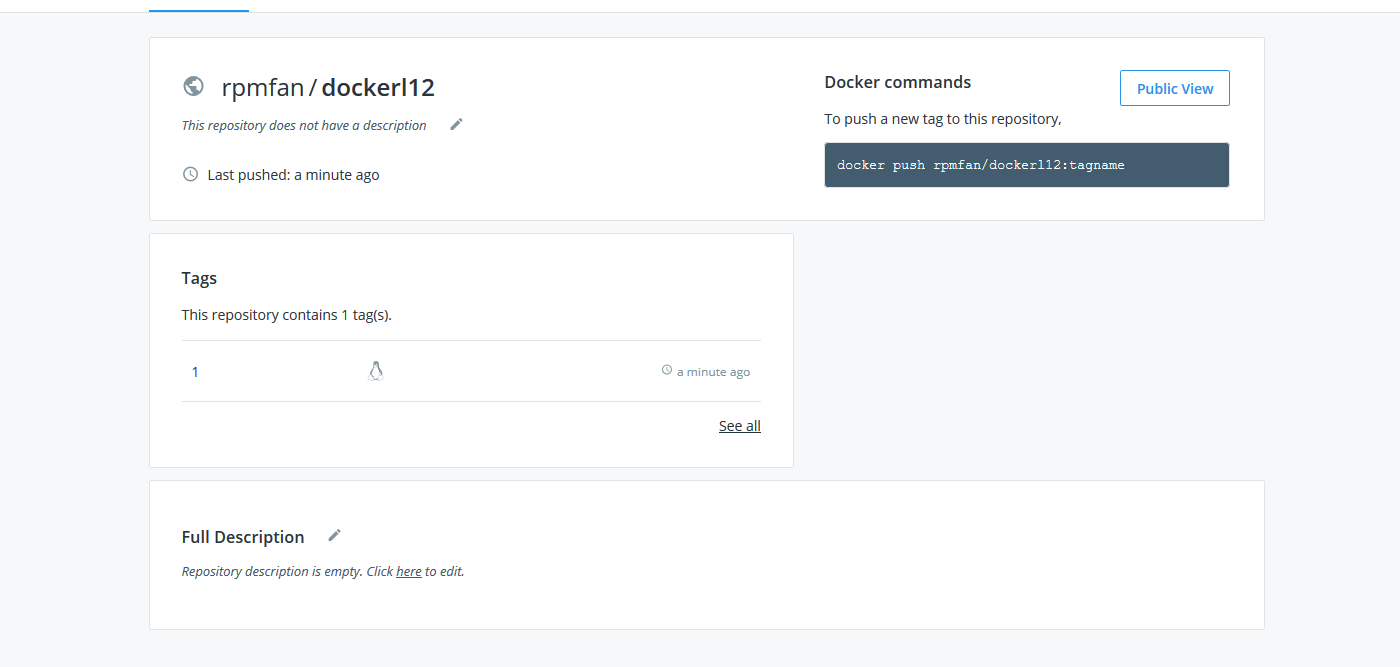 rpmfan / dockerl12
This repository does not have a description
Last pushed: a minute ago
Docker commands
Public View
To push a new tag to this repository,
docker push rpmfan/dockerl12:tagname
Tags
This repository contains 1 tag(s).
1
a minute ago
See all
Full Description
Repository description is empty. Click here to edit.